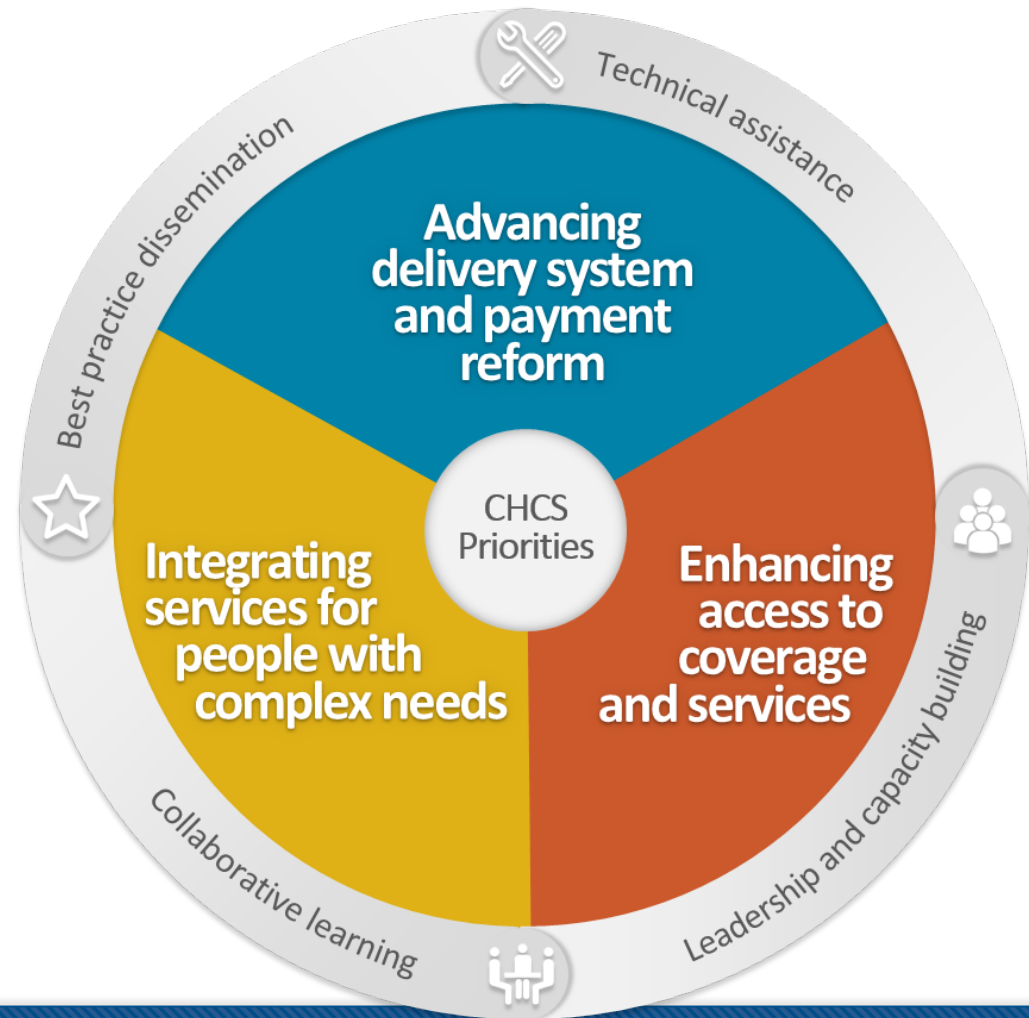 Technical assistance
Best practice dissemination
Advancing
delivery system
and payment
reform
CHCS
Priorities
Integrating
services for
people with
complex needs
Enhancing
access to
coverage
and services
Leadership and capacity building
Collaborative learning